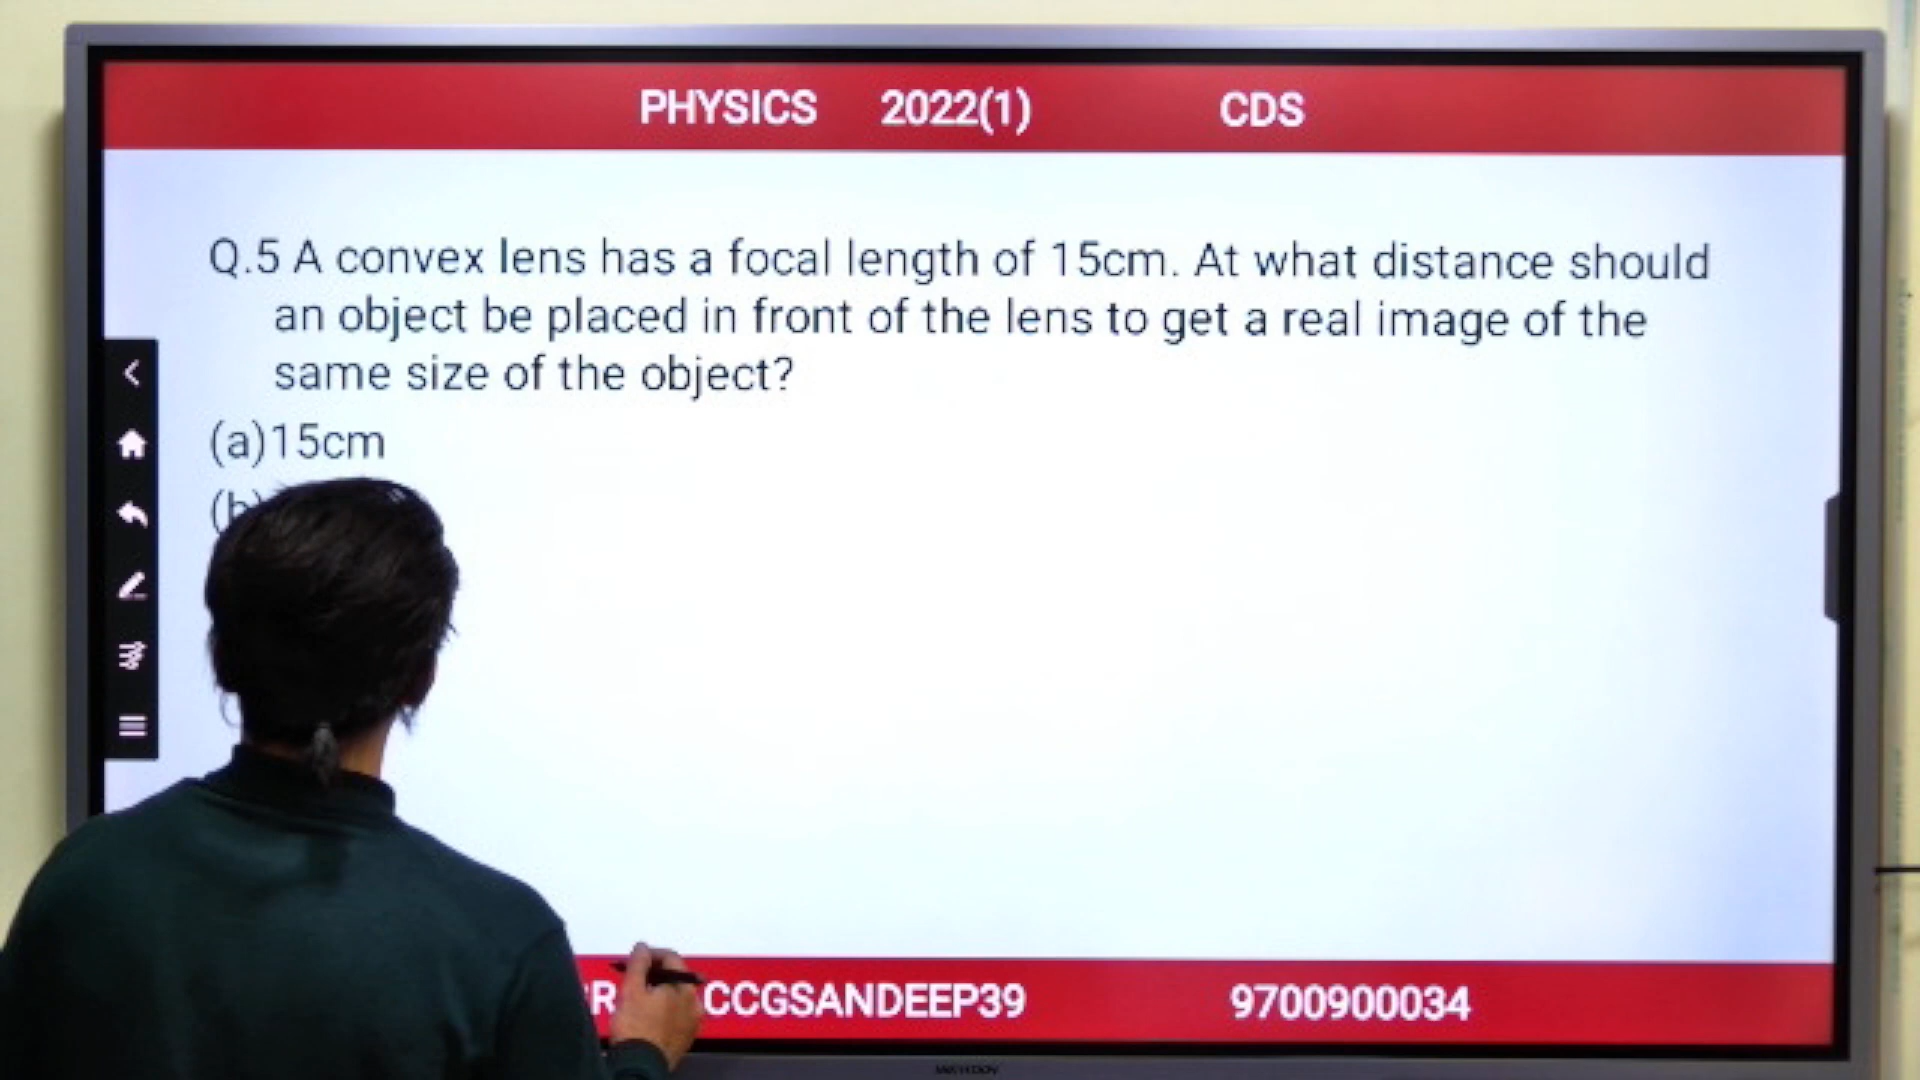 PHYSICS 2022(1) CDS
Q.5 A convex lens has a focal length of 15cm. At what distance should
an object be placed in front of the lens to get a real image of the
same size of the object?
(a)15cm
(b)
CCGSANDEEP39 9700900034